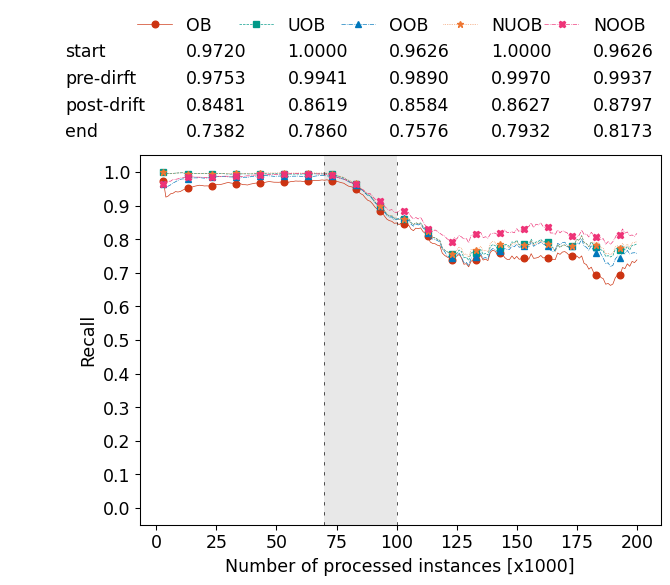 OB UOB OOB NUOB NOOB
start 0.9720 1.0000 0.9626 1.0000 0.9626
pre-dirft 0.9753 0.9941 0.9890 0.9970 0.9937
post-drift 0.8481 0.8619 0.8584 0.8627 0.8797
end 0.7382 0.7860 0.7576 0.7932 0.8173
1.0
0.9
0.8
0.7
0.6
0.5
0.4
0.3
0.2
0.1
0.0
Recall
0 25 50 75 100 125 150 175 200
Number of processed instances [x1000]